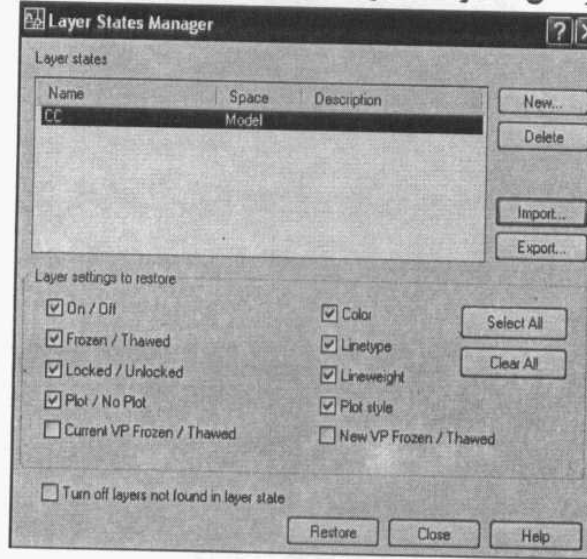 Layer States Manager
Layer states
Name Space Description
CC Model
New...
Delete
Import...
Export...
Layer settings to restore
On / Off
Frozen / Thawed
Locked / Unlocked
Plot / No Plot
Current VP Frozen / Thawed
Color
Linetype
Lineweight
Plot style
New VP Frozen / Thawed
Select All
Clear All
Turn off layers not found in layer state
Restore Close Help